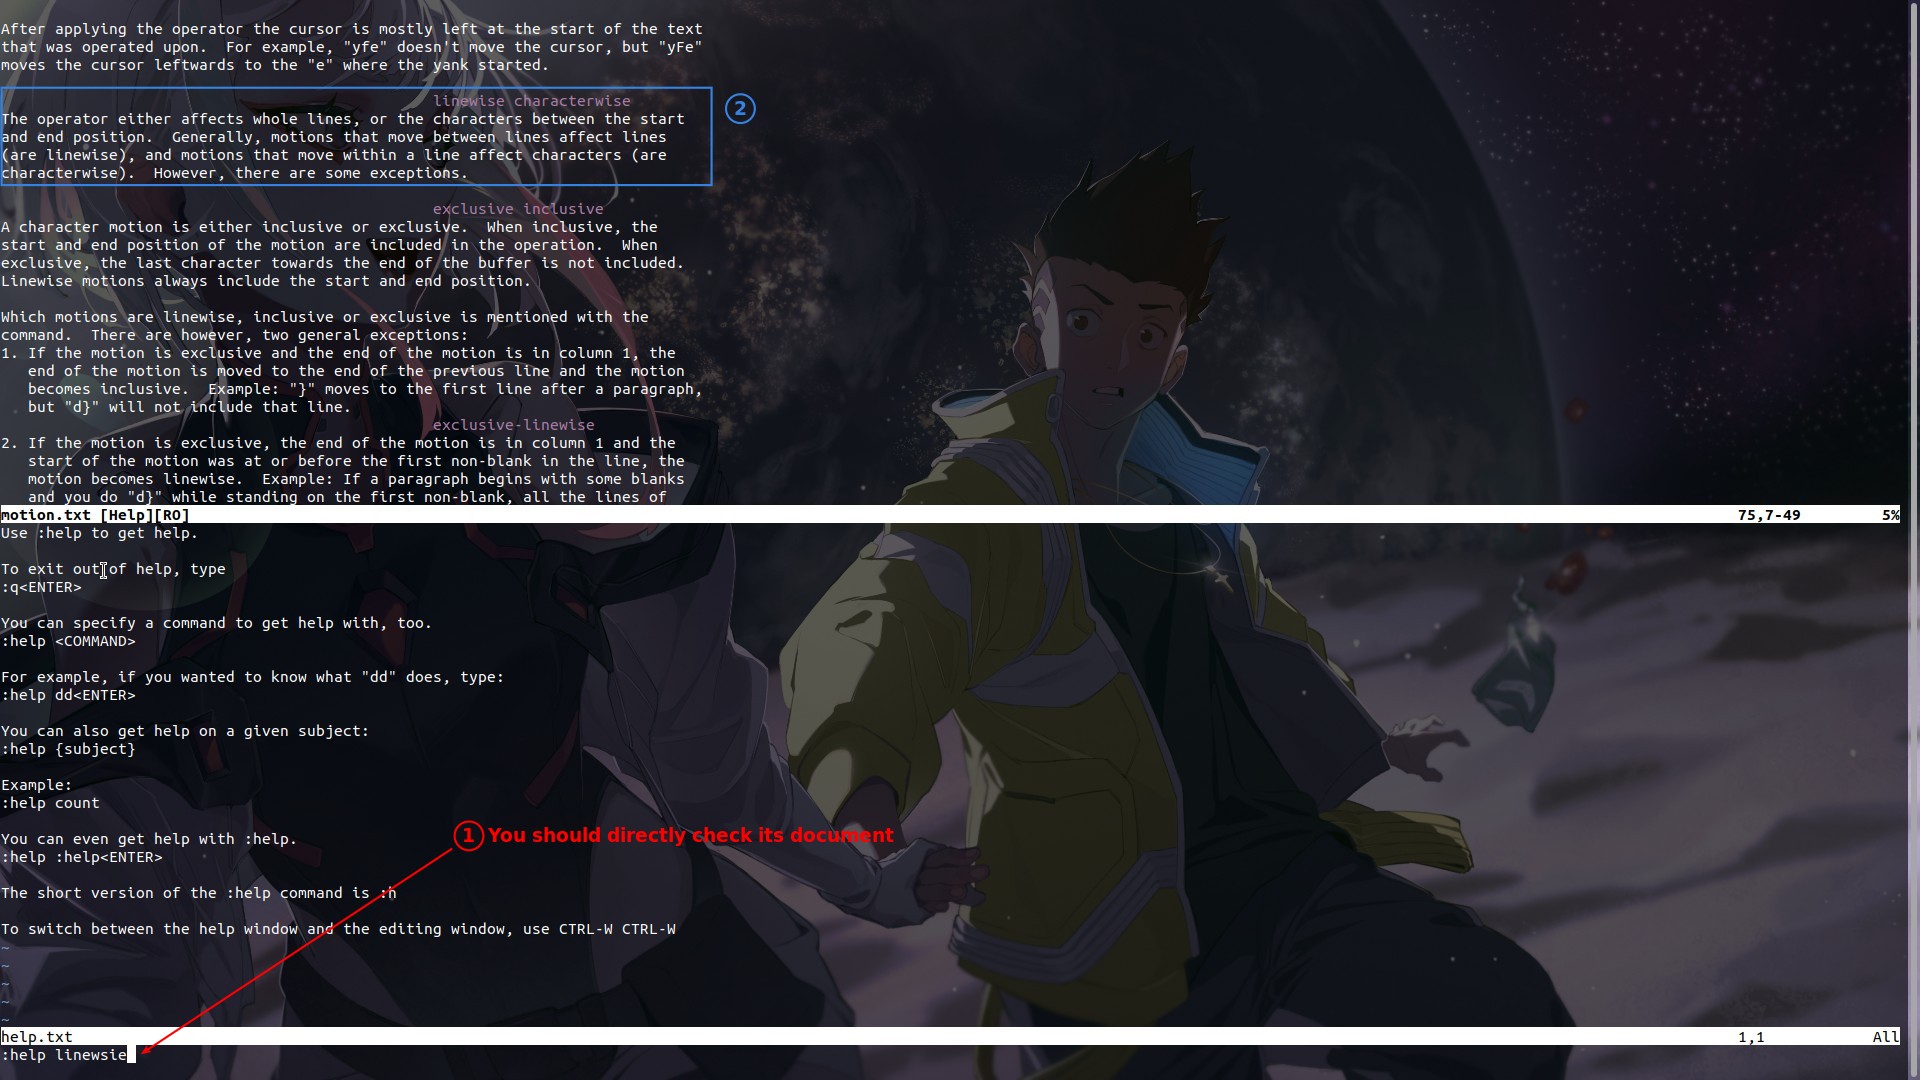 After applying the operator the cursor is mostly left at the start of the text
that was operated upon.  For example, "yfe" doesn't move the cursor, but "yFe"
moves the cursor leftwards to the "e" where the yank started.
linewise characterwise
2
The operator either affects whole lines, or the characters between the start
and end position.  Generally, motions that move between lines affect lines
(are linewise), and motions that move within a line affect characters (are
characterwise).  However, there are some exceptions.
exclusive inclusive
A character motion is either inclusive or exclusive.  When inclusive, the
start and end position of the motion are included in the operation.  When
exclusive, the last character towards the end of the buffer is not included.
Linewise motions always include the start and end position.
Which motions are linewise, inclusive or exclusive is mentioned with the
command.  There are however, two general exceptions:
1. If the motion is exclusive and the end of the motion is in column 1, the
end of the motion is moved to the end of the previous line and the motion
becomes inclusive.  Example: "}" moves to the first line after a paragraph,
but "d}" will not include that line.
exclusive-linewise
2. If the motion is exclusive, the end of the motion is in column 1 and the
start of the motion was at or before the first non-blank in the line, the
motion becomes linewise.  Example: If a paragraph begins with some blanks
and you do "d}" while standing on the first non-blank, all the lines of
motion.txt [Help][RO] 75,7-49 5%
Use :help to get help.
To exit out of help, type
:q<ENTER>
You can specify a command to get help with, too.
:help <COMMAND>
For example, if you wanted to know what "dd" does, type:
:help dd<ENTER>
You can also get help on a given subject:
:help {subject}
Example:
:help count
You can even get help with :help.
1 You should directly check its document
:help :help<ENTER>
The short version of the :help command is :h
To switch between the help window and the editing window, use CTRL-W CTRL-W
~
~
~
~
~
help.txt 1,1 All
:help linewsie